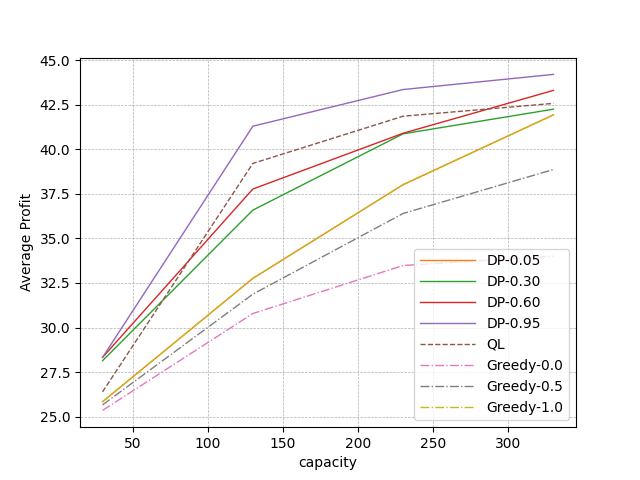 45.0
42.5
40.0
37.5
35.0
32.5
30.0
27.5
25.0
Average Profit
50
100
150
200
250
300
capacity
DP-0.05
DP-0.30
DP-0.60
DP-0.95
QL
Greedy-0.0
Greedy-0.5
Greedy-1.0